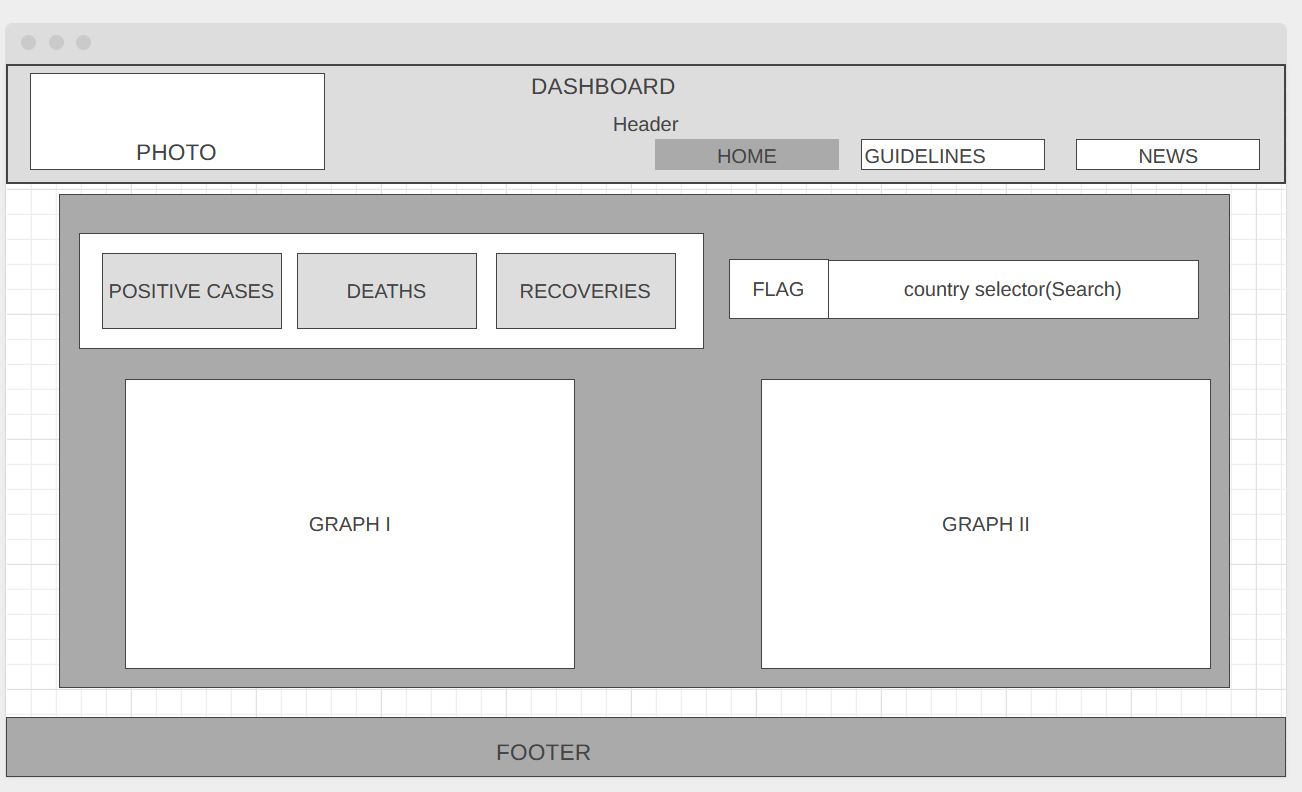 DASHBOARD
Header
PHOTO
HOME
GUIDELINES
NEWS
POSITIVE CASES
DEATHS
RECOVERIES
FLAG
country selector(Search)
GRAPH I
GRAPH II
FOOTER